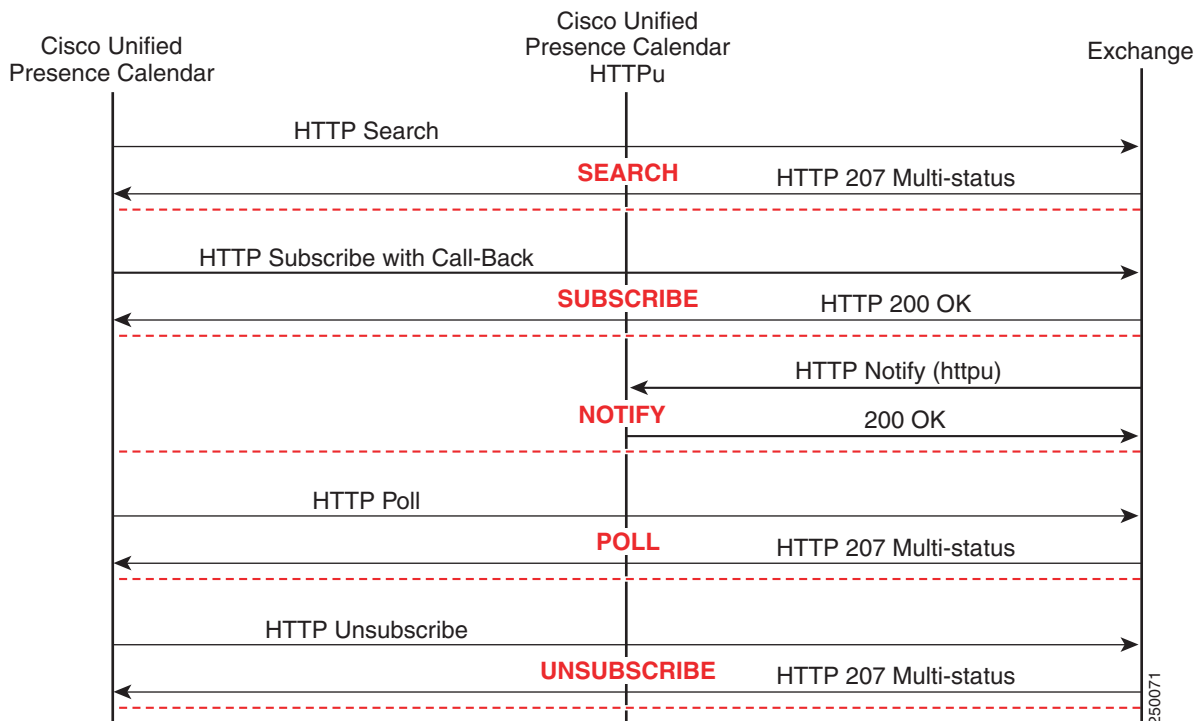 Cisco Unified
Presence Calendar
Cisco Unified
Presence Calendar
HTTPu
Exchange
HTTP Search
SEARCH
HTTP 207 Multi-status
HTTP Subscribe with Call-Back
SUBSCRIBE
HTTP 200 OK
HTTP Notify (httpu)
NOTIFY
200 OK
HTTP Poll
POLL
HTTP 207 Multi-status
HTTP Unsubscribe
UNSUBSCRIBE
HTTP 207 Multi-status
250071